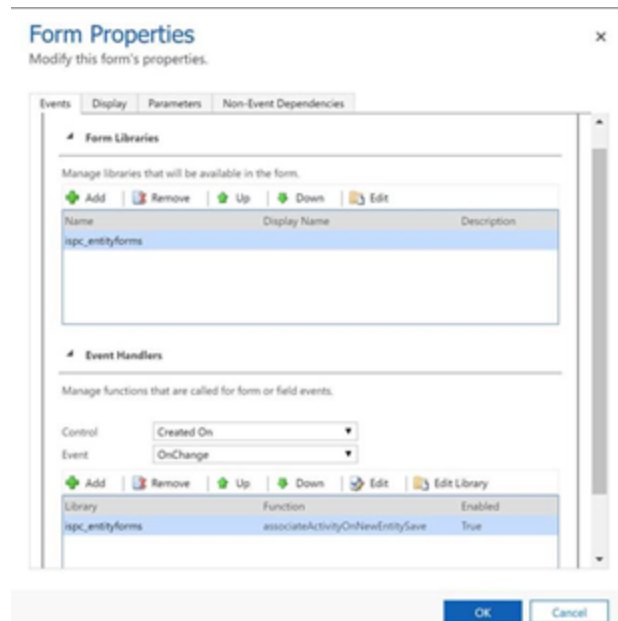 Form Properties
Modify this form's properties.
Events Display Parameters Non-Event Dependencies
Form Libraries
Manage libraries that will be available in the form.
Add Remove Up Down Edit
Name Display Name Description
ispc_entityforms
Event Handlers
Manage functions that are called for form or field events.
Control Created On
Event OnChange
Add Remove Up Down Edit Edit Library
Library Function Enabled
ispc_entityforms associateActivityOnNewEntitySave True
OK Cancel